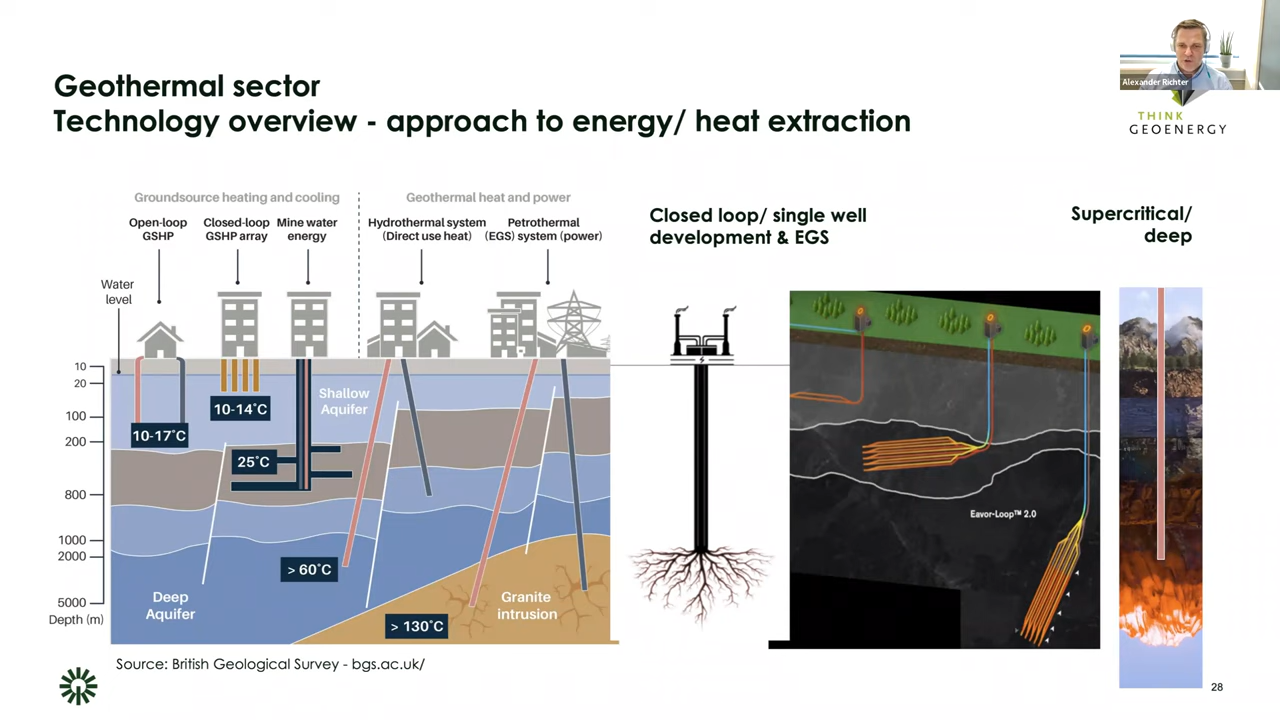 Geothermal sector
Technology overview - approach to energy/ heat extraction
Alexander Richter
THINK
GEOENERGY
Groundsource heating and cooling
Geothermal heat and power
Open-loop
GSHP
Closed-loop
GSHP array
Mine water
energy
Hydrothermal system
(Direct use heat)
Petrothermal
(EGS) system (power)
Closed loop/ single well
development & EGS
Supercritical/
deep
Water
level
10
20
100
200
800
1000
2000
5000
Depth (m)
10-17°C
10-14°C
25°C
Shallow
Aquifer
> 60°C
> 130°C
Deep
Aquifer
Granite
intrusion
Eavor-Loop™ 2.0
Source: British Geological Survey - bgs.ac.uk/
28